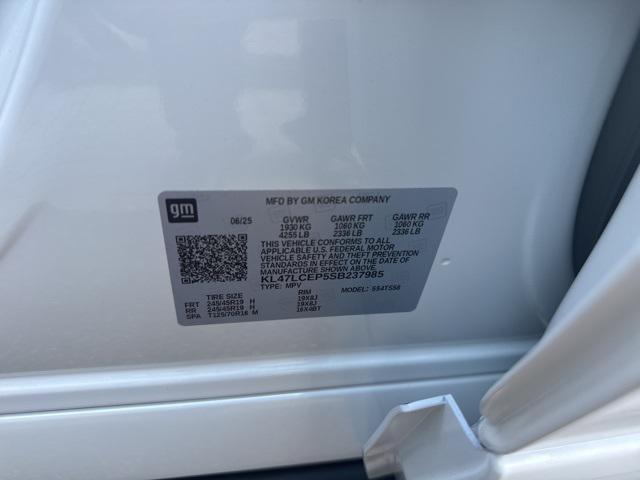 gm
MFD BY GM KOREA COMPANY
06/25 GVWR GAWR FRT GAWR RR
1930 KG 1060 KG 1060 KG
4255 LB 2336 LB 2336 LB
THIS VEHICLE CONFORMS TO ALL
APPLICABLE U.S. FEDERAL MOTOR
VEHICLE SAFETY AND THEFT PREVENTION
STANDARDS IN EFFECT ON THE DATE OF
MANUFACTURE SHOWN ABOVE.
KL47LCEP5SB237985
TYPE: MPV MODEL:
TIRE SIZE RIM
FRT 245/45R19 H 19X8J
RR 245/45R19 H 19X8J
SPA T125/70R16 M 16X4BT